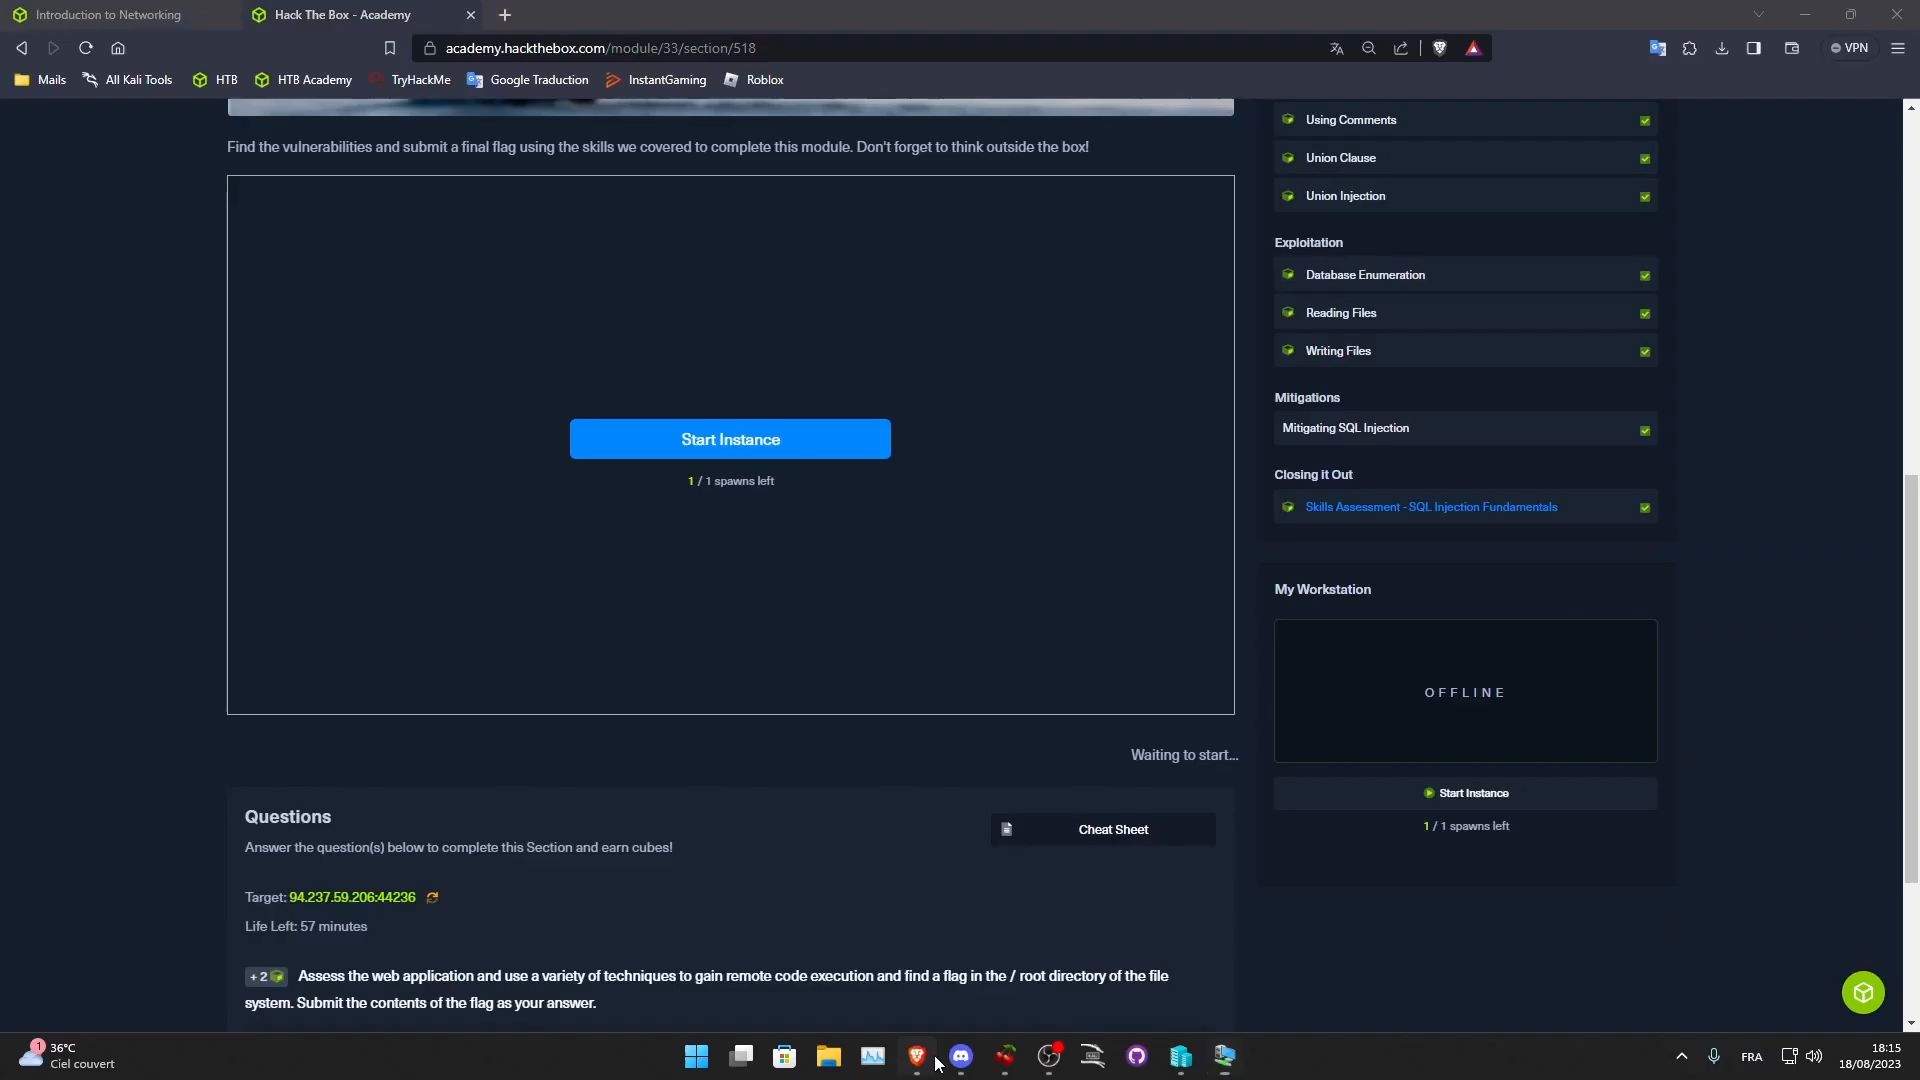 Introduction to Networking
Hack The Box - Academy
academy.hackthebox.com/module/33/section/518
VPN
Mails
All Kali Tools
HTB
HTB Academy
TryHackMe
Google Traduction
InstantGaming
Roblox
Find the vulnerabilities and submit a final flag using the skills we covered to complete this module. Don't forget to think outside the box!
Start Instance
1 / 1 spawns left
Waiting to start...
Using Comments
Union Clause
Union Injection
Exploitation
Database Enumeration
Reading Files
Writing Files
Mitigations
Mitigating SQL Injection
Closing it Out
Skills Assessment - SQL Injection Fundamentals
My Workstation
OFFLINE
Start Instance
1 / 1 spawns left
Questions
Answer the question(s) below to complete this Section and earn cubes!
Cheat Sheet
Target: 94.237.59.206:44236
Life Left: 57 minutes
+ 2 Assess the web application and use a variety of techniques to gain remote code execution and find a flag in the / root directory of the file
system. Submit the contents of the flag as your answer.
1
36°C
Ciel couvert
FRA
18:15
18/08/2023